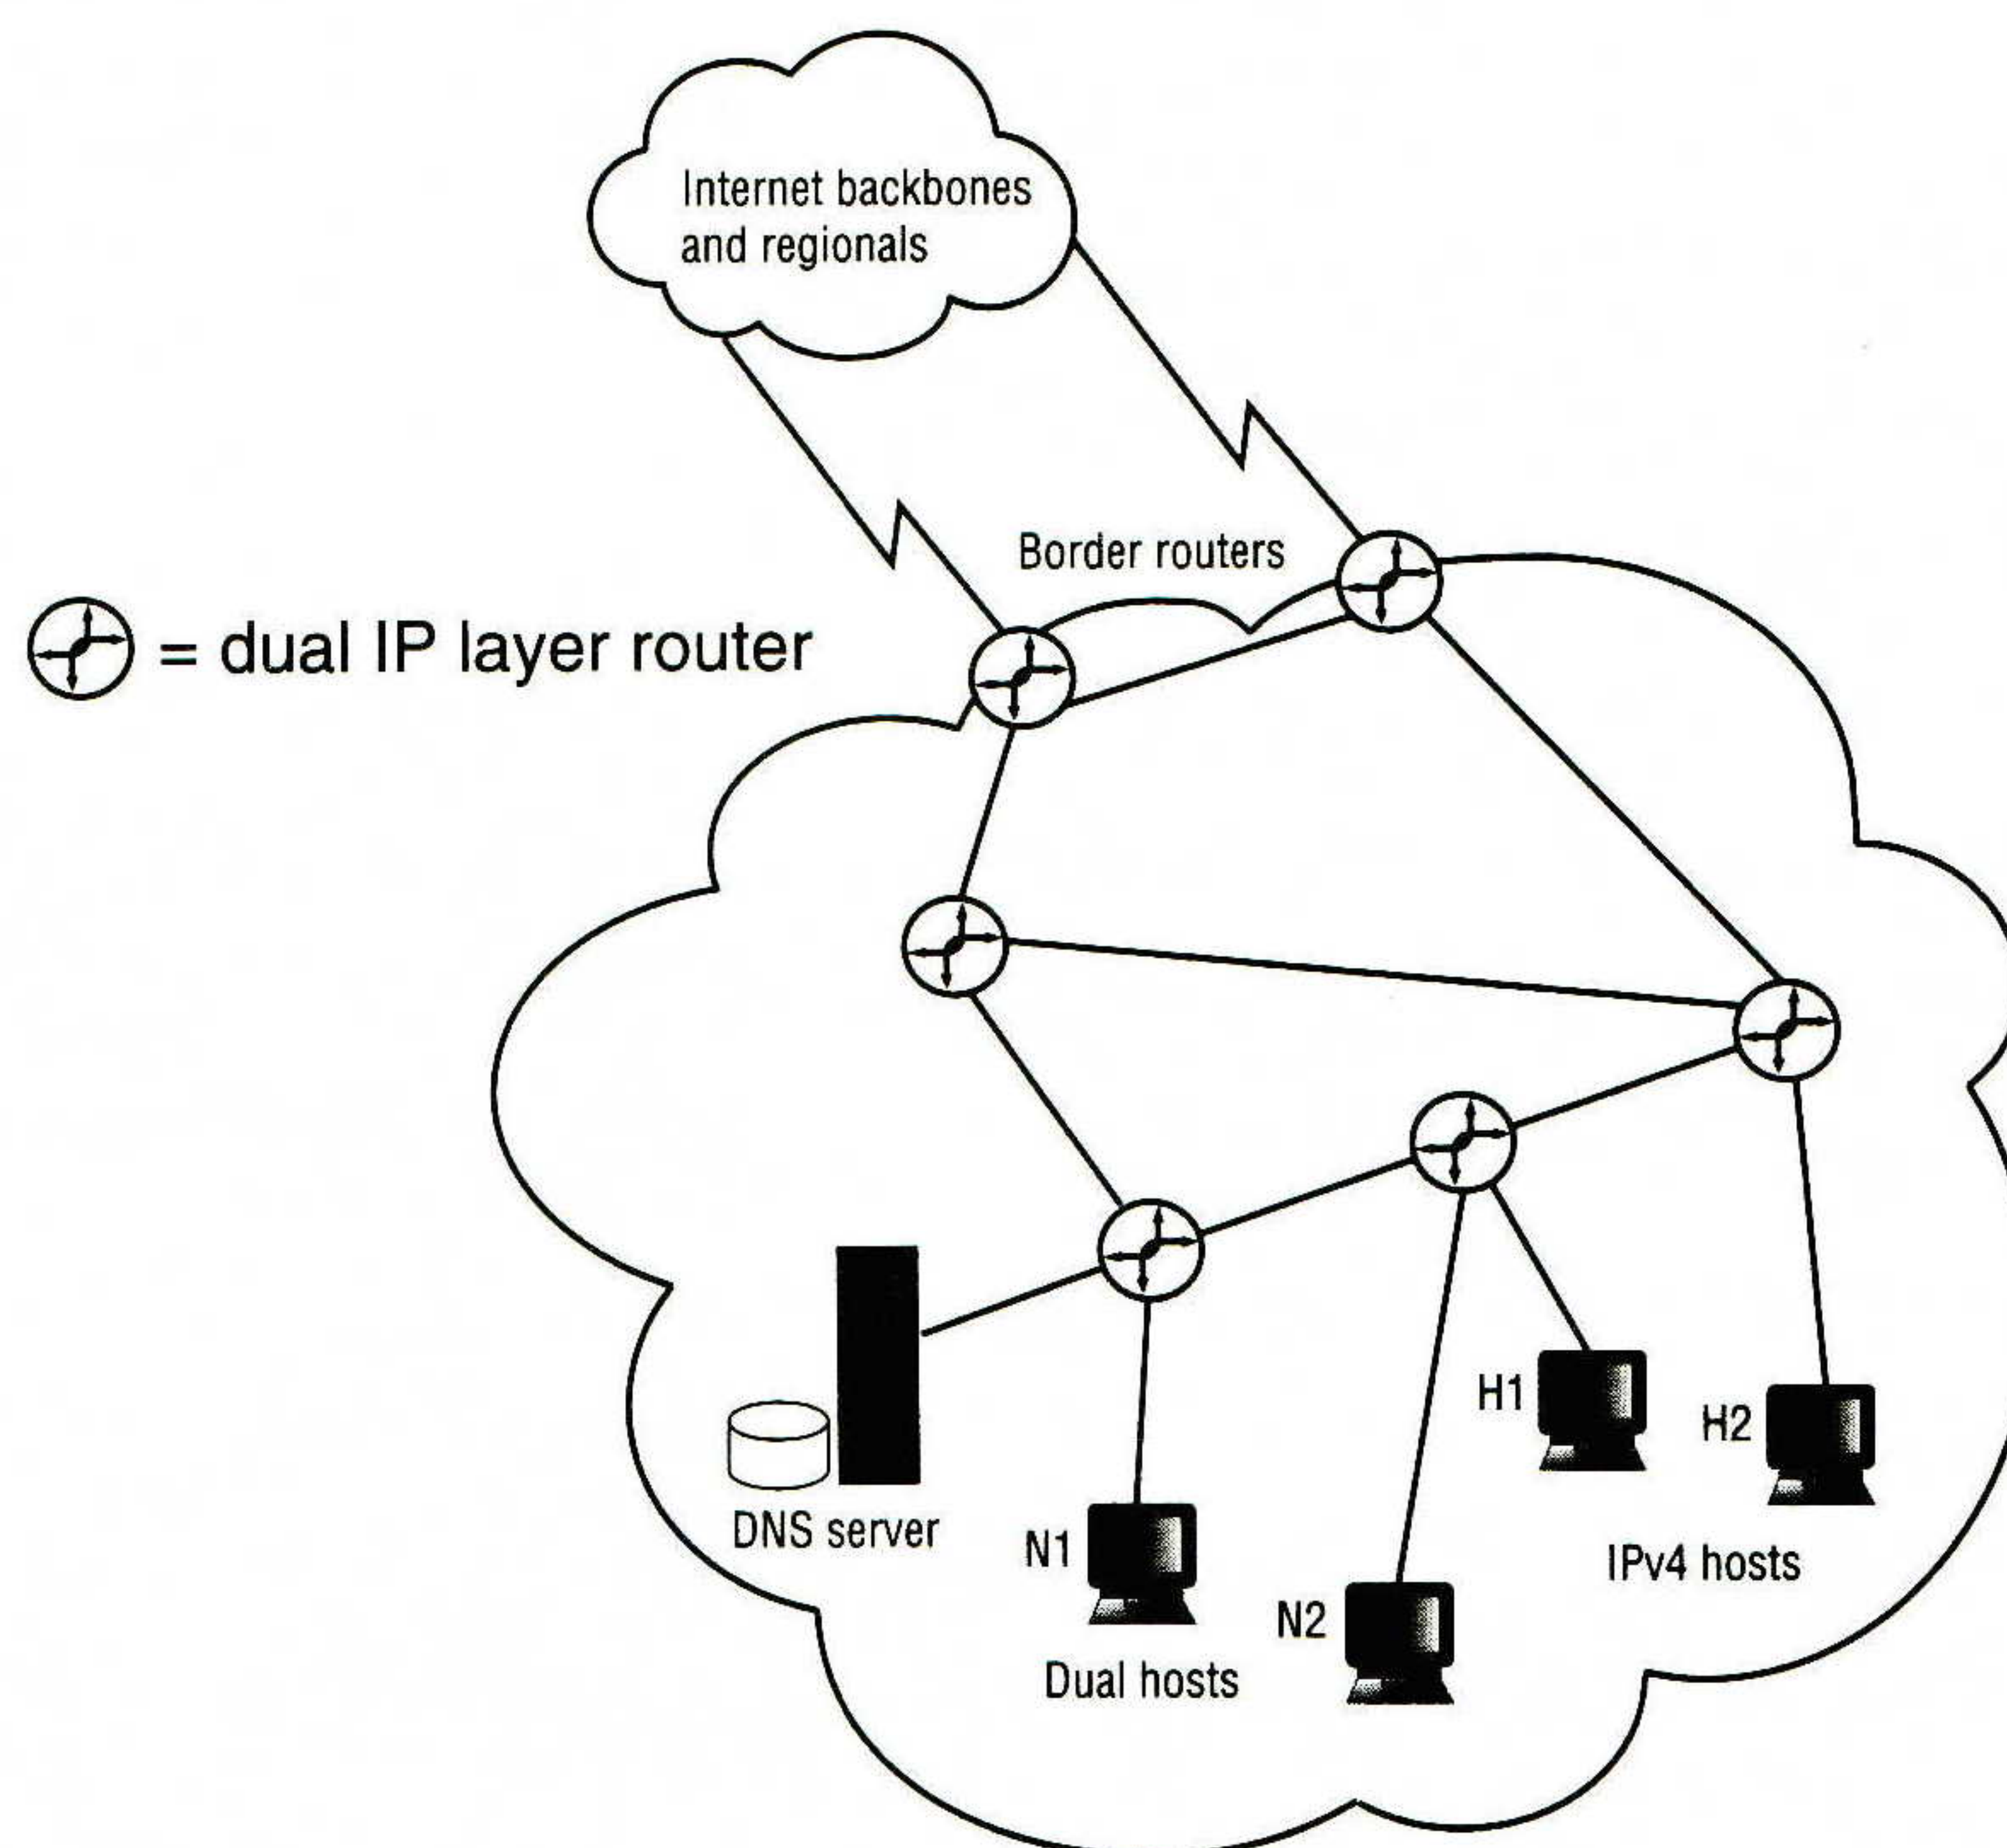 Internet backbones
and regionals
Border routers
= dual IP layer router
DNS server
N1
Dual hosts
N2
H1
H2
IPv4 hosts